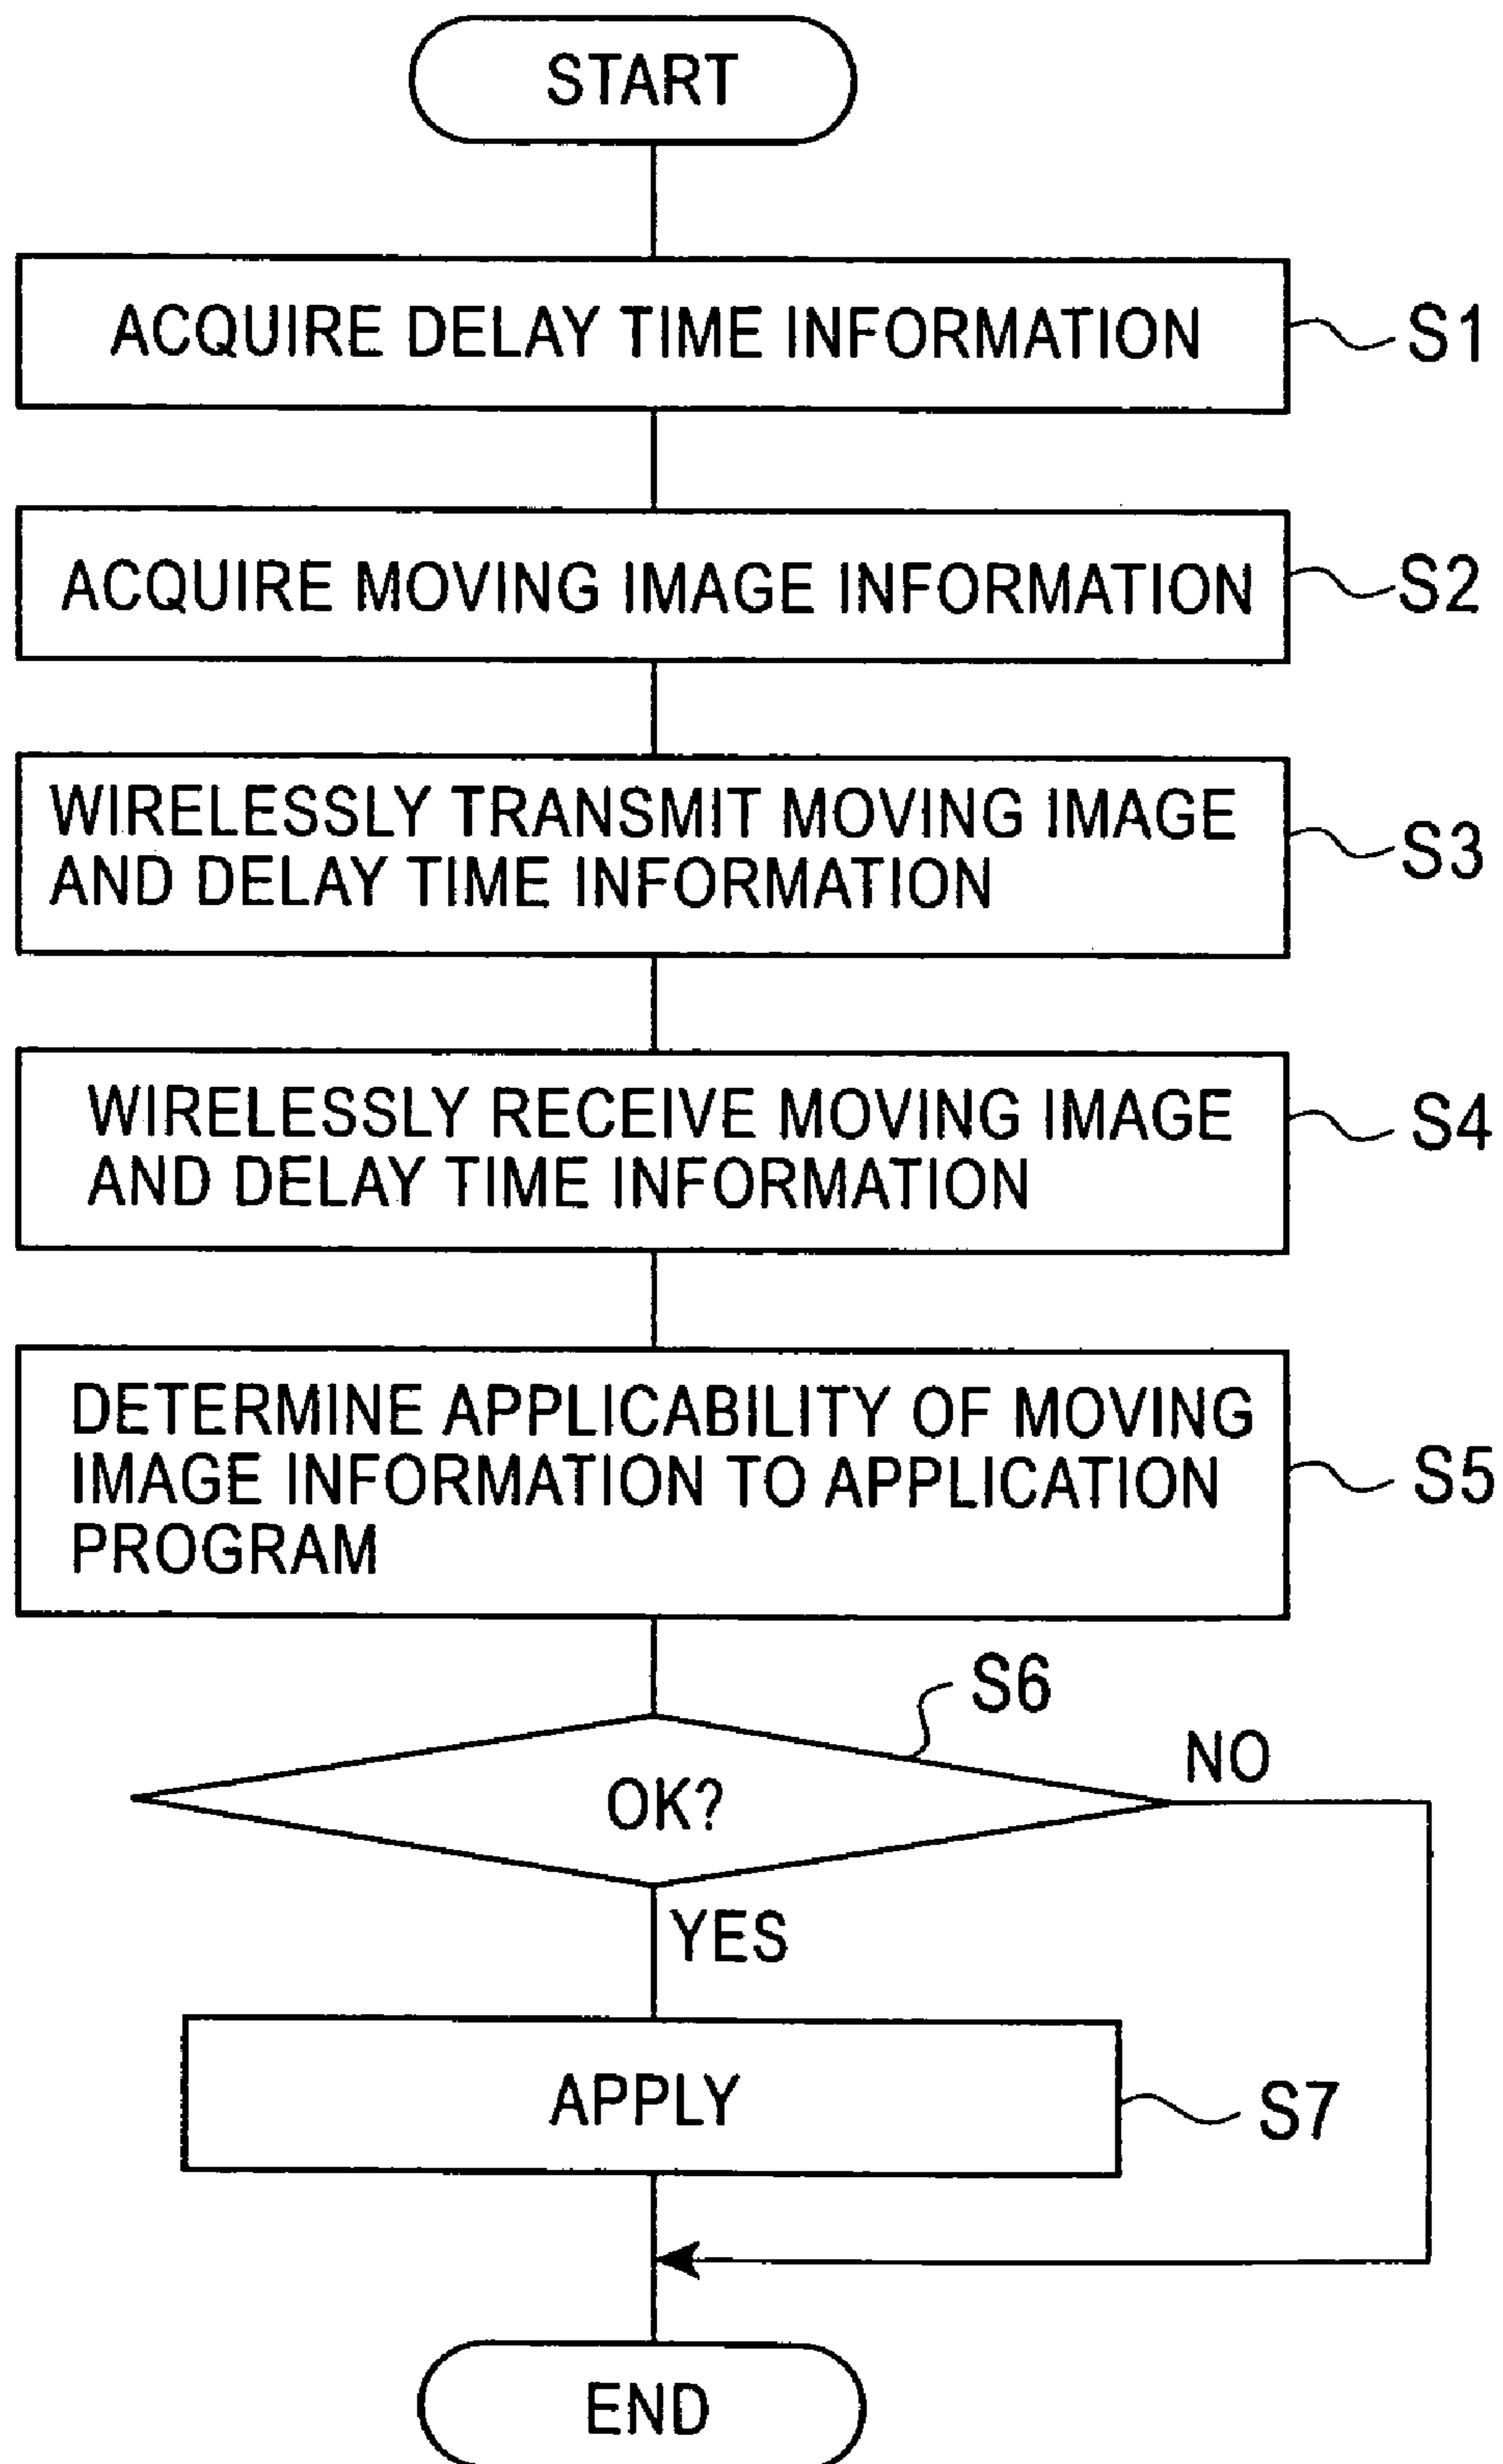 START
ACQUIRE DELAY TIME INFORMATION
S1
ACQUIRE MOVING IMAGE INFORMATION
S2
WIRELESSLY TRANSMIT MOVING IMAGE
AND DELAY TIME INFORMATION
S3
WIRELESSLY RECEIVE MOVING IMAGE
AND DELAY TIME INFORMATION
S4
DETERMINE APPLICABILITY OF MOVING
IMAGE INFORMATION TO APPLICATION
PROGRAM
S5
S6
OK?
NO
YES
APPLY
S7
END